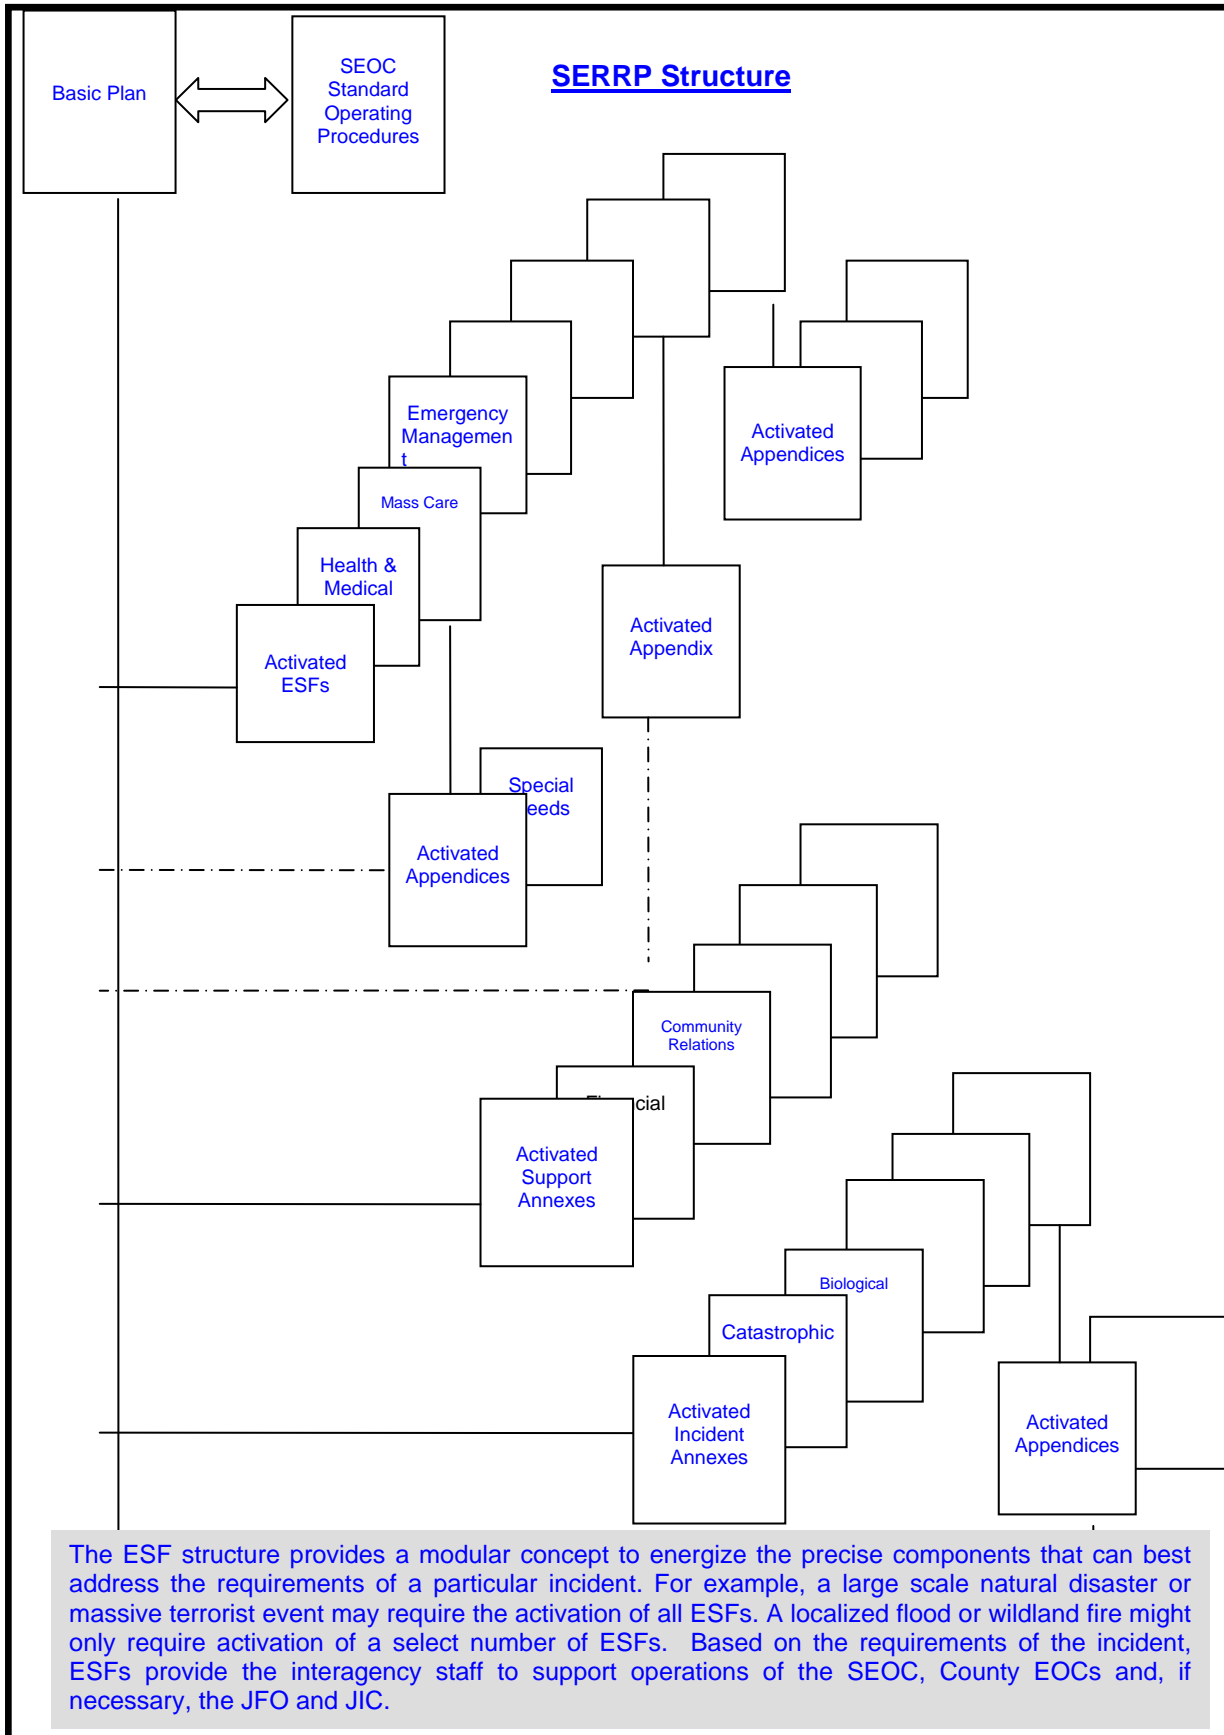 SERRP Structure
Basic Plan
SEOC
Standard
Operating
Procedures
Emergency
Managemen
t
Mass Care
Health &
Medical
Activated
ESFs
Activated
Appendices
Activated
Appendix
Special
eeds
Activated
Appendices
Community
Relations
cial
Activated
Support
Annexes
Biological
Catastrophic
Activated
Incident
Annexes
Activated
Appendices
The ESF structure provides a modular concept to energize the precise components that can best
address the requirements of a particular incident. For example, a large scale natural disaster or
massive terrorist event may require the activation of all ESFs. A localized flood or wildland fire might
only require activation of a select number of ESFs. Based on the requirements of the incident,
ESFs provide the interagency staff to support operations of the SEOC, County EOCs and, if
necessary, the JFO and JIC.